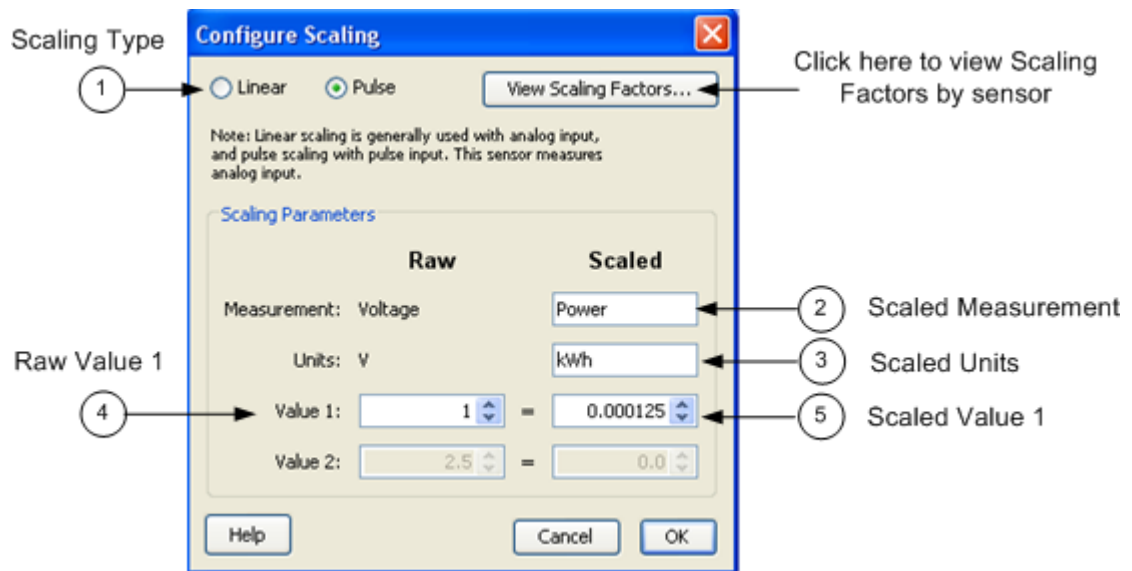 Configure Scaling
Scaling Type
1
Linear
Pulse
View Scaling Factors...
Click here to view Scaling
Factors by sensor
Note: Linear scaling is generally used with analog input,
and pulse scaling with pulse input. This sensor measures
analog input.
Scaling Parameters
Raw
Scaled
Measurement: Voltage
Power
2 Scaled Measurement
Units: V
kWh
3 Scaled Units
Raw Value 1
4
Value 1: 1 = 0.000125
5 Scaled Value 1
Value 2: 2.5 = 0.0
Help
Cancel
OK